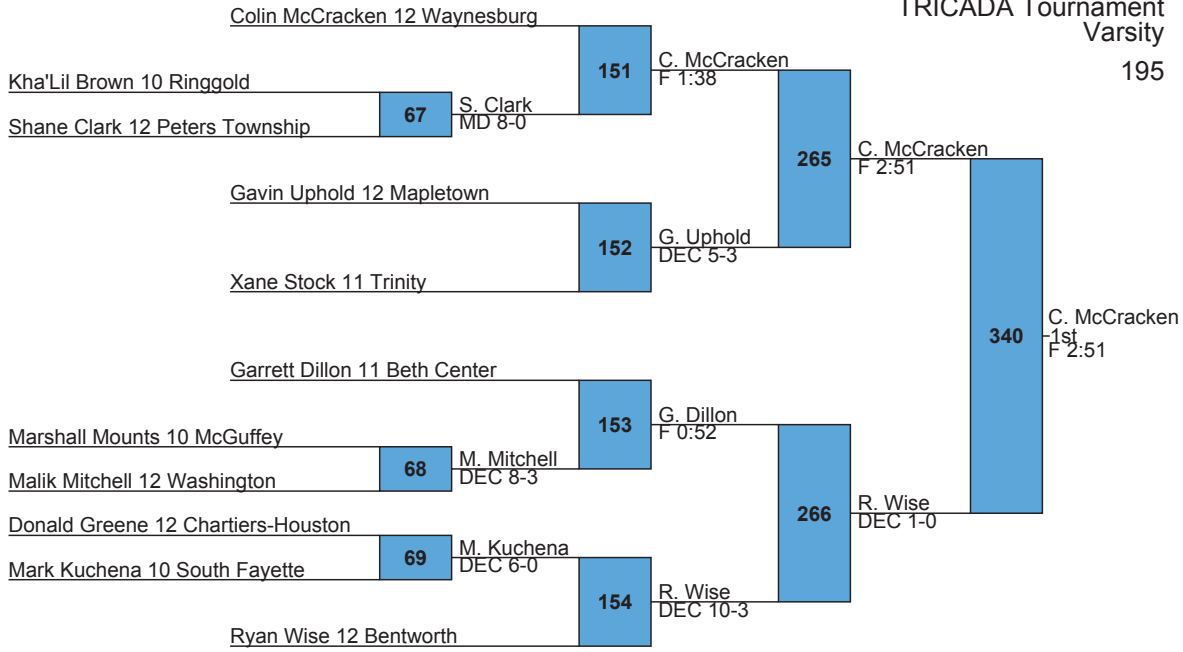 TRICADA Tournament
Varsity
195
Colin McCracken 12 Waynesburg
151
C. McCracken
F 1:38
Kha'Lil Brown 10 Ringgold
67
S. Clark
MD 8-0
Shane Clark 12 Peters Township
265
C. McCracken
F 2:51
Gavin Uphold 12 Mapletown
152
G. Uphold
DEC 5-3
Xane Stock 11 Trinity
340
C. McCracken
1st
F 2:51
Garrett Dillon 11 Beth Center
153
G. Dillon
F 0:52
Marshall Mounts 10 McGuffey
68
M. Mitchell
DEC 8-3
Malik Mitchell 12 Washington
266
R. Wise
DEC 1-0
Donald Greene 12 Chartiers-Houston
69
M. Kuchena
DEC 6-0
Mark Kuchena 10 South Fayette
154
R. Wise
DEC 10-3
Ryan Wise 12 Bentworth